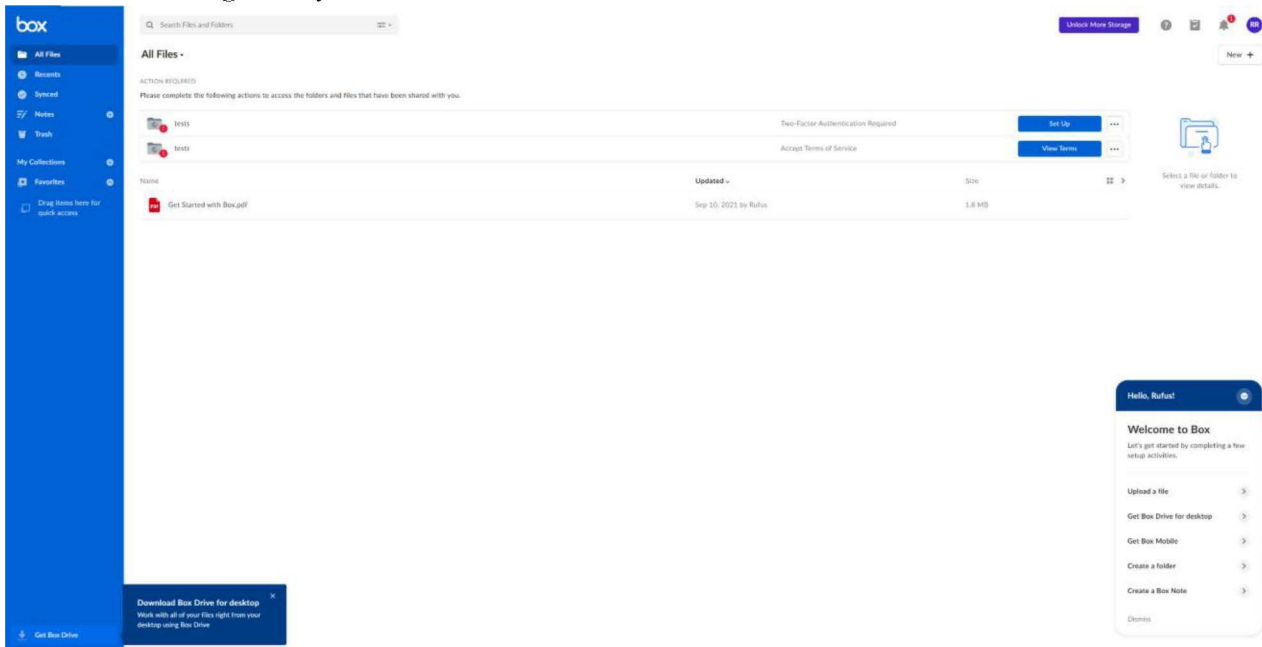 box
All Files
Recents
Synced
Notes
Trash
My Collections
Favorites
Drag items here for
quick access
Get Box Drive
Search Files and Folders
Unlock More Storage
1
RR
All Files
New +
ACTION REQUIRED
Please complete the following actions to access the folders and files that have been shared with you.
tests
Two-Factor Authentication Required
Set Up
...
tests
Accept Terms of Service
View Terms
...
Name
Updated
Size
PDF
Get Started with Box.pdf
Sep 10, 2021 by Rufus
1.8 MB
Select a file or folder to
view details.
Download Box Drive for desktop
Work with all of your files right from your
desktop using Box Drive
Hello, Rufus!
Welcome to Box
Let's get started by completing a few
setup activities.
Upload a file
Get Box Drive for desktop
Get Box Mobile
Create a folder
Create a Box Note
Dismiss